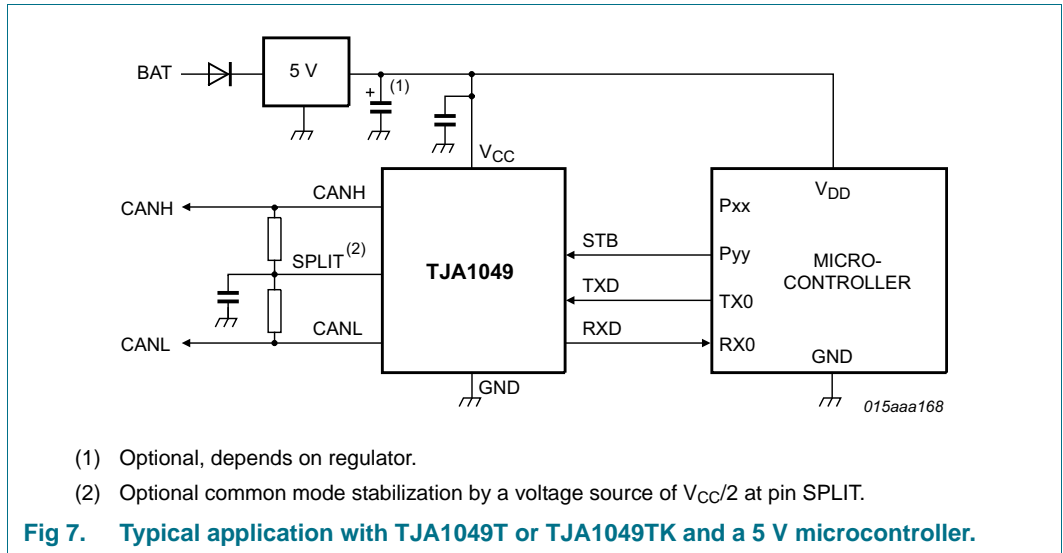 BAT
5 V
+
(1)
VCC
CANH
CANH
SPLIT(2)
CANL
CANL
TJA1049
GND
STB
TXD
RXD
VDD
Pxx
Pyy
TX0
RX0
MICRO-
CONTROLLER
GND
015aaa168
(1) Optional, depends on regulator.
(2) Optional common mode stabilization by a voltage source of VCC/2 at pin SPLIT.
Fig 7. Typical application with TJA1049T or TJA1049TK and a 5 V microcontroller.